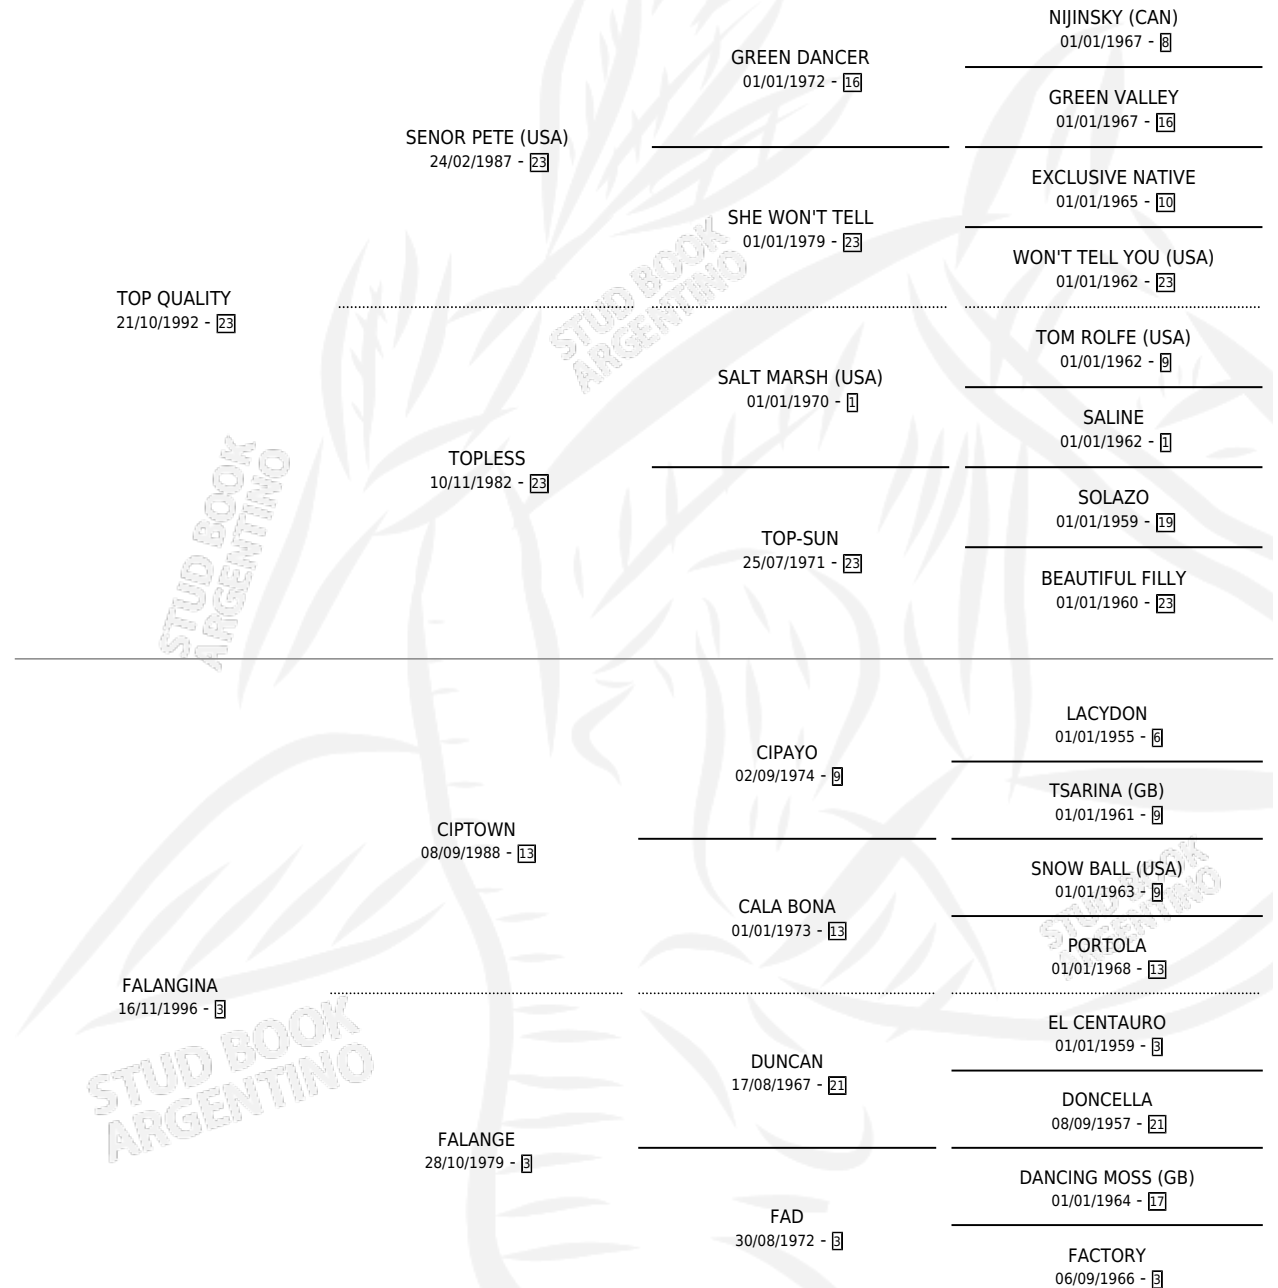 NIJINSKY (CAN)
01/01/1967 - 8
GREEN DANCER
01/01/1972 - 16
GREEN VALLEY
01/01/1967 - 16
SENOR PETE (USA)
24/02/1987 - 23
EXCLUSIVE NATIVE
01/01/1965 - 10
SHE WON'T TELL
01/01/1979 - 23
WON'T TELL YOU (USA)
01/01/1962 - 23
TOP QUALITY
21/10/1992 - 23
TOM ROLFE (USA)
01/01/1962 - 9
SALT MARSH (USA)
01/01/1970 - 1
SALINE
01/01/1962 - 1
TOPLESS
10/11/1982 - 23
SOLAZO
01/01/1959 - 19
TOP-SUN
25/07/1971 - 23
BEAUTIFUL FILLY
01/01/1960 - 23
STUD BOOK
ARGENTINO
STUD BOOK
ARGENTINO
LACYDON
01/01/1955 - 6
CIPAYO
02/09/1974 - 9
TSARINA (GB)
01/01/1961 - 9
CIPTOWN
08/09/1988 - 13
SNOW BALL (USA)
01/01/1963 - 9
CALA BONA
01/01/1973 - 13
PORTOLA
01/01/1968 - 13
FALANGINA
16/11/1996 - 3
EL CENTAURO
01/01/1959 - 3
DUNCAN
17/08/1967 - 21
DONCELLA
08/09/1957 - 21
FALANGE
28/10/1979 - 3
DANCING MOSS (GB)
01/01/1964 - 17
FAD
30/08/1972 - 3
FACTORY
06/09/1966 - 3
STUD BOOK
ARGENTINO
STUD BOOK
ARGENTINO